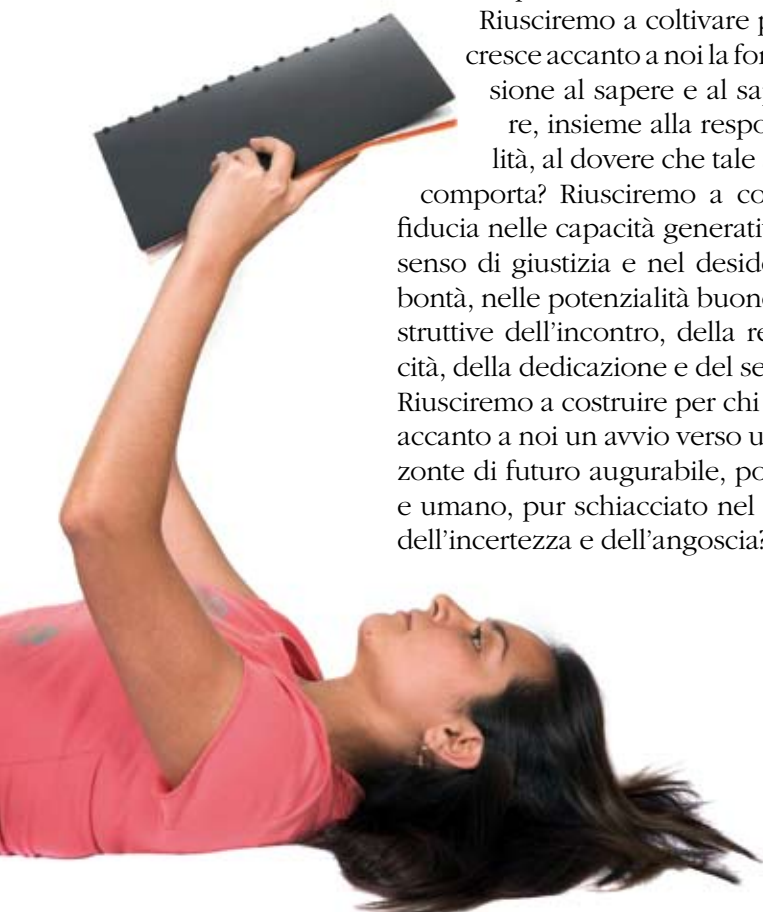 Riusciremo a coltivare p
cresce accanto a noi la for
sione al sapere e al sap
re, insieme alla respo
lità, al dovere che tale
comporta? Riusciremo a co
fiducia nelle capacità generati
senso di giustizia e nel deside
bontà, nelle potenzialità buon
struttive dell'incontro, della re
cità, della dedicazione e del se
Riusciremo a costruire per chi
accanto a noi un avvio verso u
zonte di futuro augurabile, po
e umano, pur schiacciato nel
dell'incertezza e dell'angoscia?